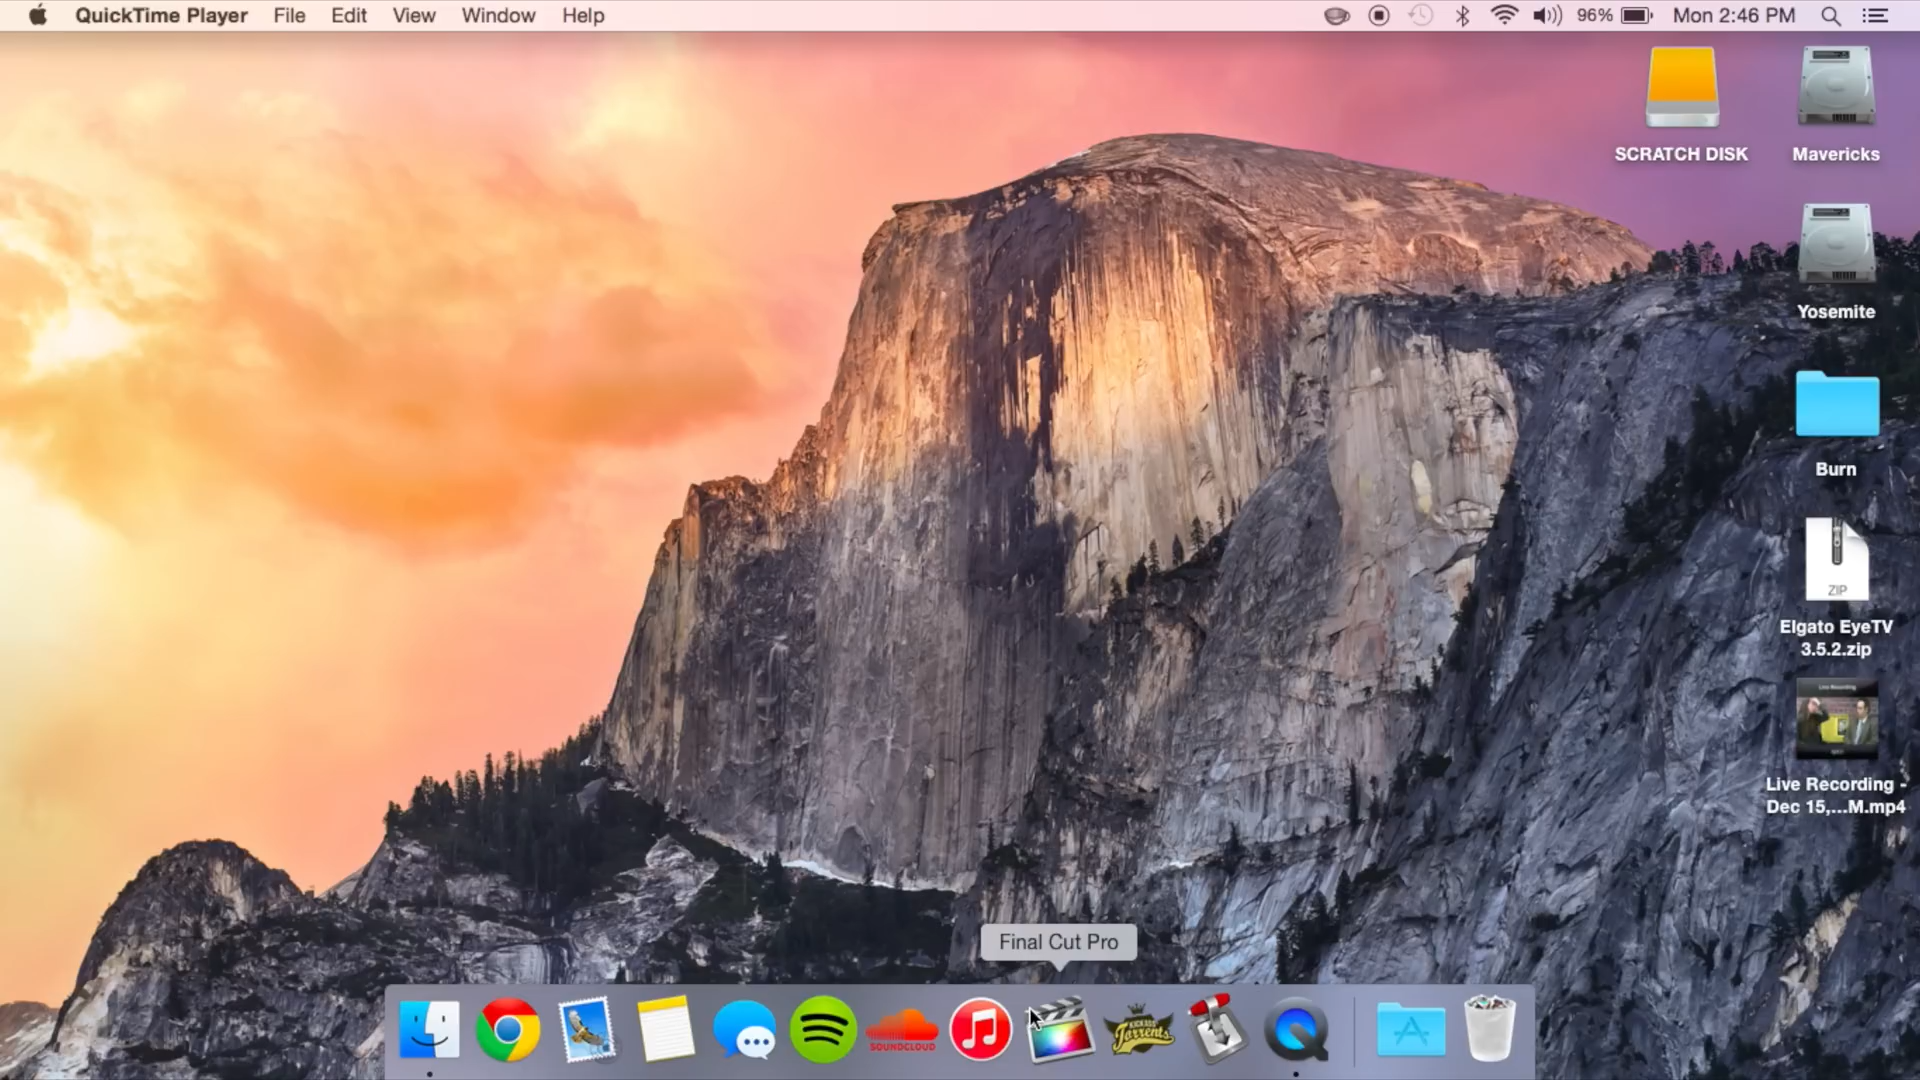 QuickTime Player File Edit View Window Help 96% Mon 2:46 PM
SCRATCH DISK
Mavericks
Yosemite
Burn
ZIP
Elgato EyeTV
3.5.2.zip
Live Recording -
Dec 15,...M.mp4
Final Cut Pro
SOUNDCLOUD
KICKASS
Torrents